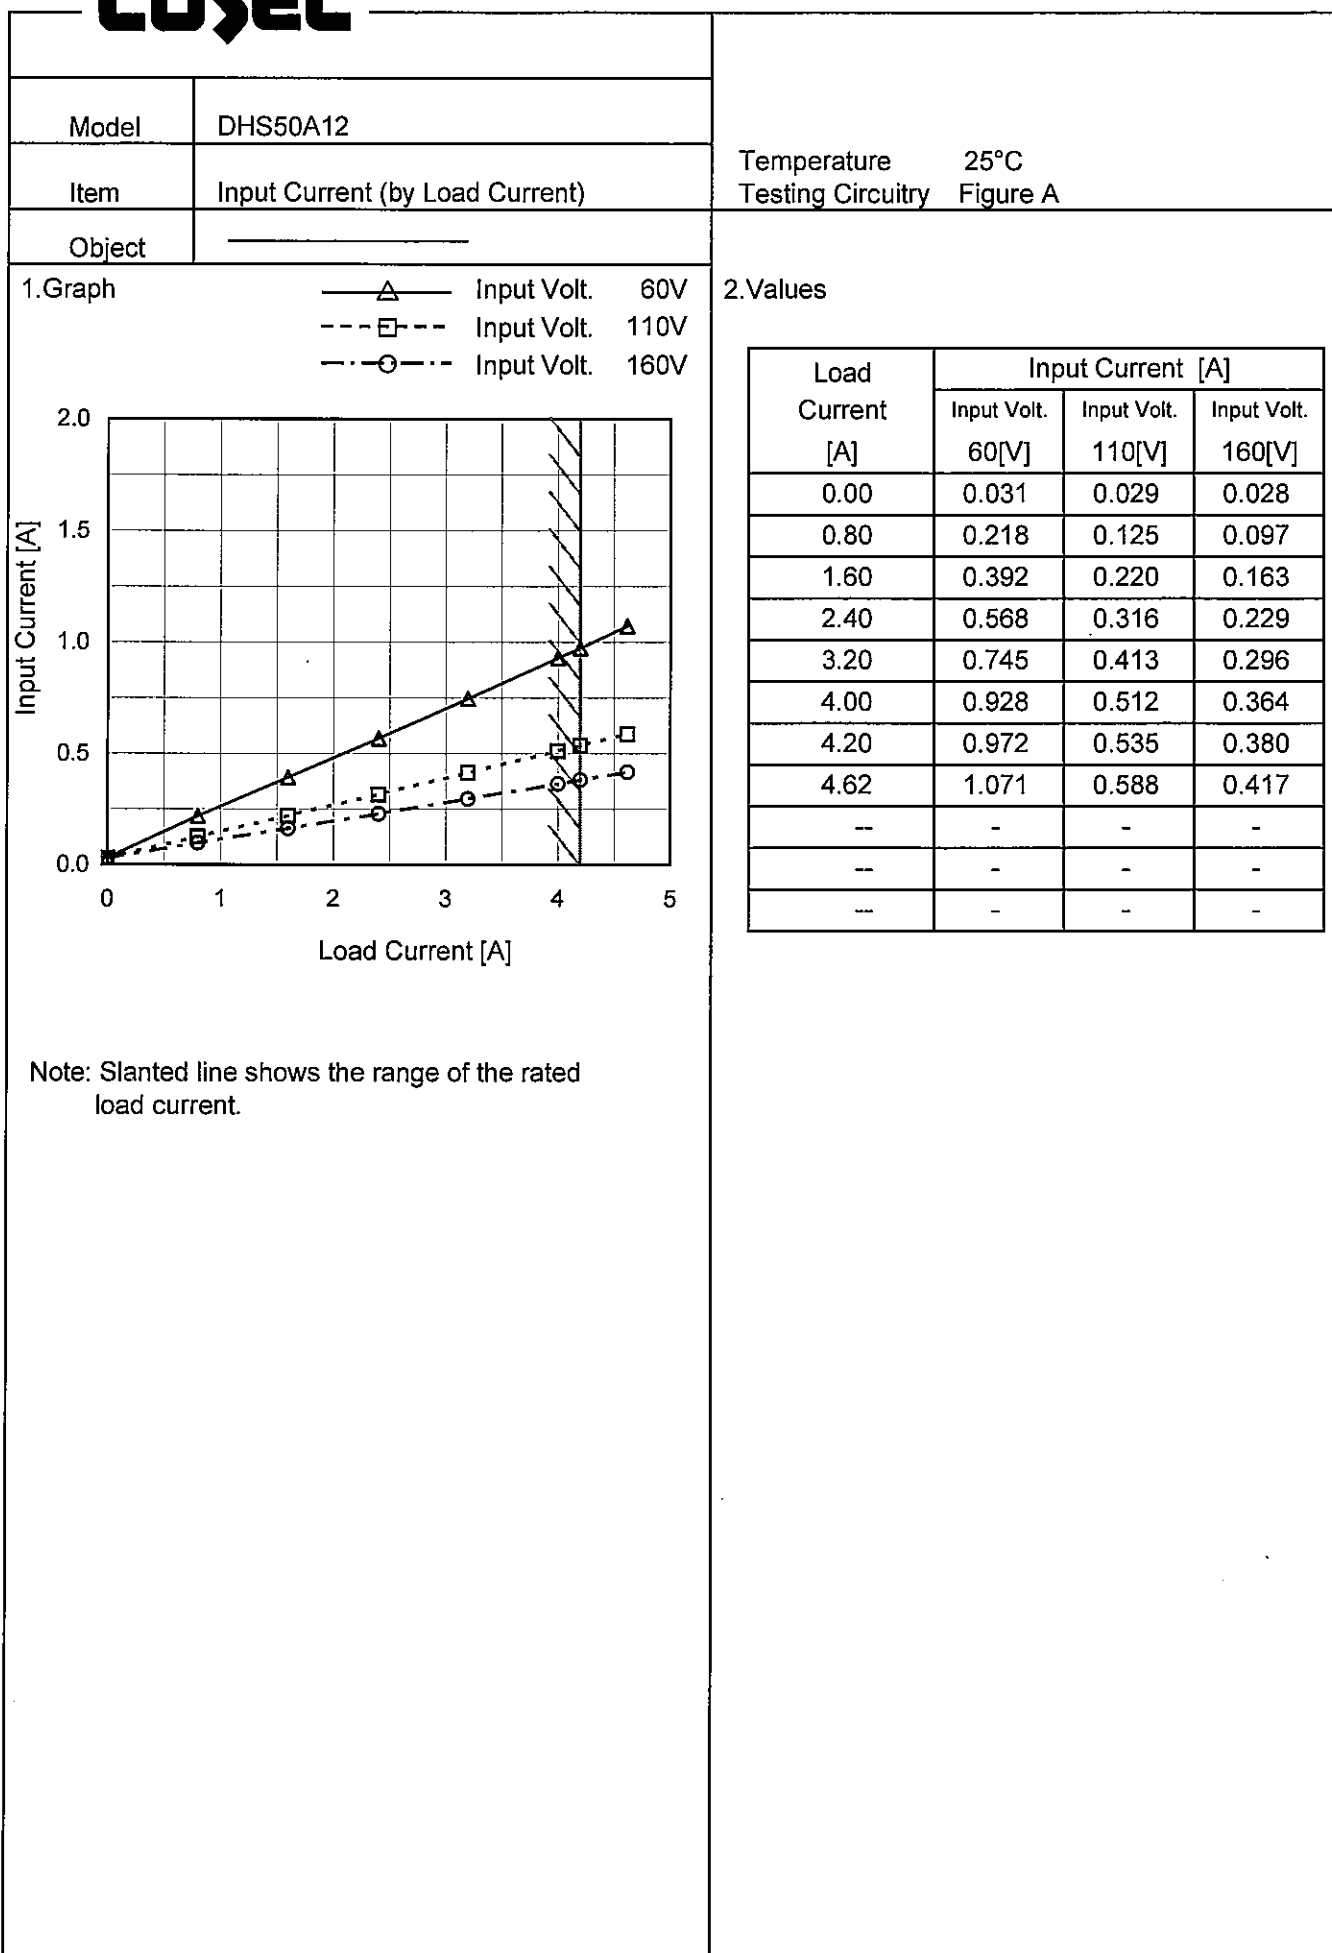 COSEL
Model DHS50A12
Item Input Current (by Load Current)
Object
Temperature 25°C
Testing Circuitry Figure A
1.Graph
Input Volt. 60V
Input Volt. 110V
Input Volt. 160V
2.0
1.5
1.0
0.5
0.0
0 1 2 3 4 5
Input Current [A]
Load Current [A]
Note: Slanted line shows the range of the rated
load current.
2.Values
Load Current [A] Input Current [A]
Input Volt. 60[V] Input Volt. 110[V] Input Volt. 160[V]
0.00 0.031 0.029 0.028
0.80 0.218 0.125 0.097
1.60 0.392 0.220 0.163
2.40 0.568 0.316 0.229
3.20 0.745 0.413 0.296
4.00 0.928 0.512 0.364
4.20 0.972 0.535 0.380
4.62 1.071 0.588 0.417
-- - - -
-- - - -
-- - - -